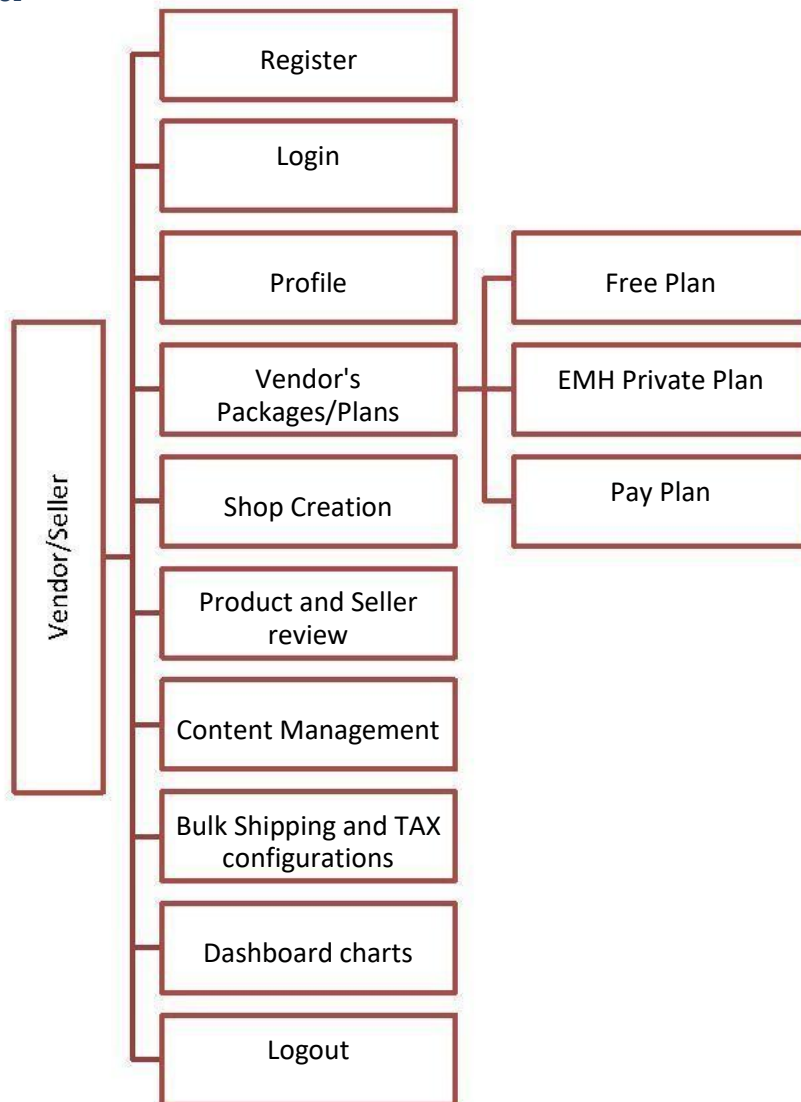 Register
Login
Profile
Free Plan
Vendor's
Packages/Plans
EMH Private Plan
Shop Creation
Pay Plan
Vendor/Seller
Product and Seller
review
Content Management
Bulk Shipping and TAX
configurations
Dashboard charts
Logout